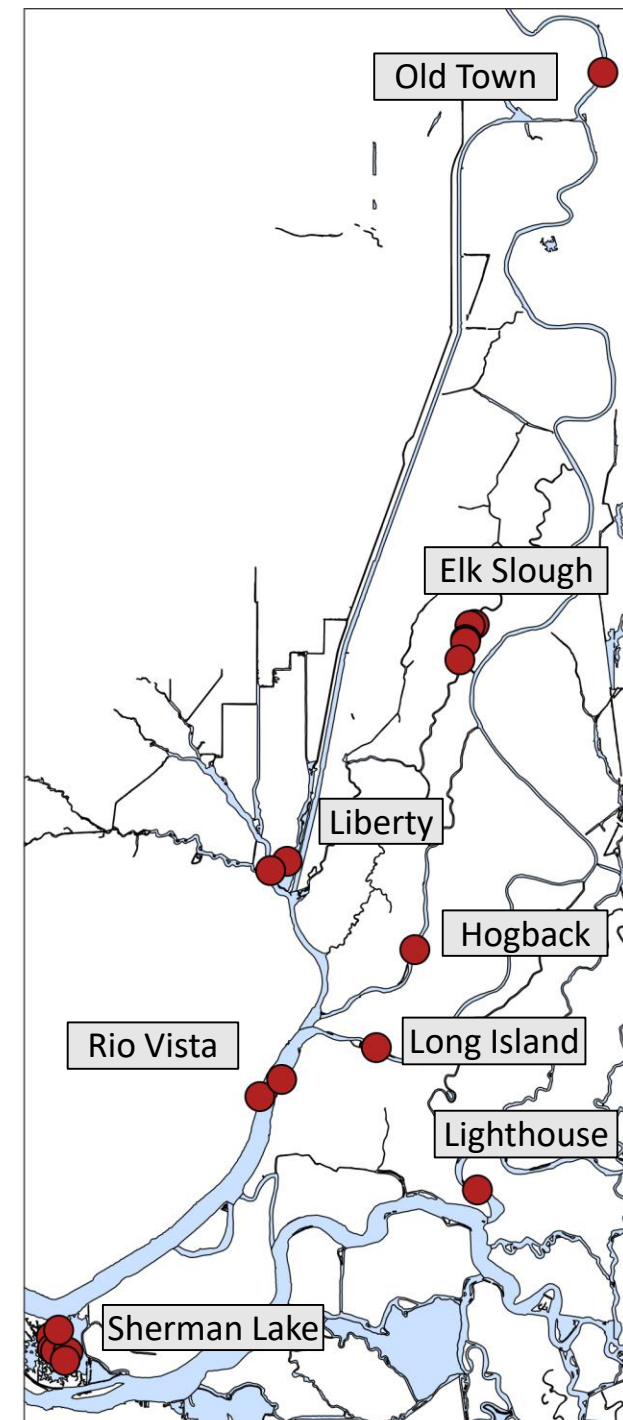 Old Town
Elk Slough
Liberty
Hogback
Rio Vista
Long Island
Lighthouse
Sherman Lake